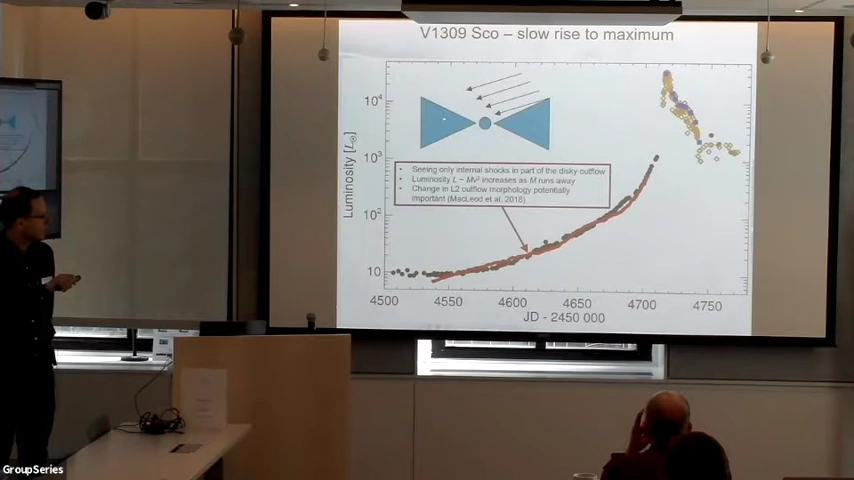 V1309 Sco – slow rise to maximum
10⁴
10³
10²
10
Luminosity [L☉]
• Seeing only internal shocks in part of the disky outflow
• Luminosity L ~ Ṁv² increases as Ṁ runs away
• Change in L2 outflow morphology potentially
important (MacLeod et al. 2018)
4500 4550 4600 4650 4700 4750
JD - 2450 000
GroupSeries